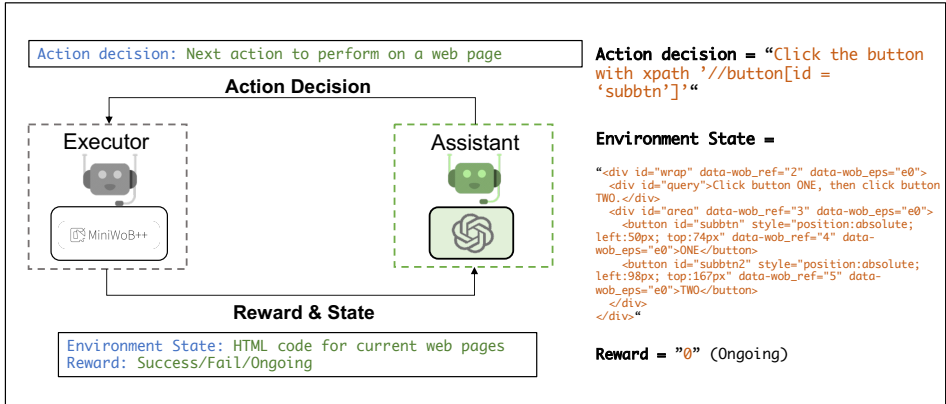 Action decision: Next action to perform on a web page
Action Decision
Executor
Assistant
MiniWoB++
Reward & State
Environment State: HTML code for current web pages
Reward: Success/Fail/Ongoing
Action decision = “Click the button
with xpath ’//button[id =
‘subbtn’]’“
Environment State =
“<div id="wrap" data-wob_ref="2" data-wob_eps="e0">
<div id="query">Click button ONE, then click button
TWO.</div>
<div id="area" data-wob_ref="3" data-wob_eps="e0">
<button id="subbtn" style="position:absolute;
left:50px; top:74px" data-wob_ref="4" data-
wob_eps="e0">ONE</button>
<button id="subbtn2" style="position:absolute;
left:98px; top:167px" data-wob_ref="5" data-
wob_eps="e0">TWO</button>
</div>
</div>“
Reward = ”0” (Ongoing)